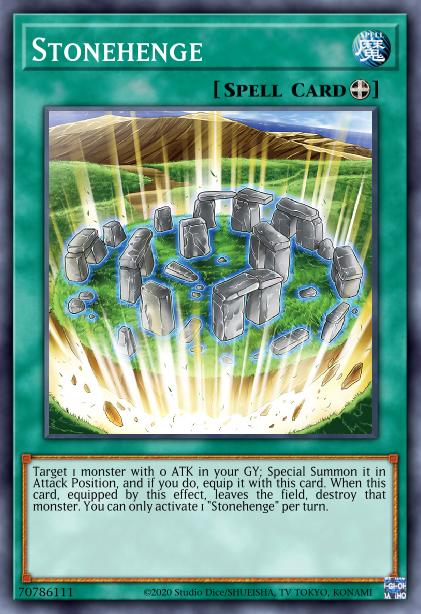 STONEHENGE
SPELL
魔
[SPELL CARD]
Target 1 monster with 0 ATK in your GY; Special Summon it in
Attack Position, and if you do, equip it with this card. When this
card, equipped by this effect, leaves the field, destroy that
monster. You can only activate 1 "Stonehenge" per turn.
70786111
©2020 Studio Dice/SHUEISHA, TV TOKYO, KONAMI